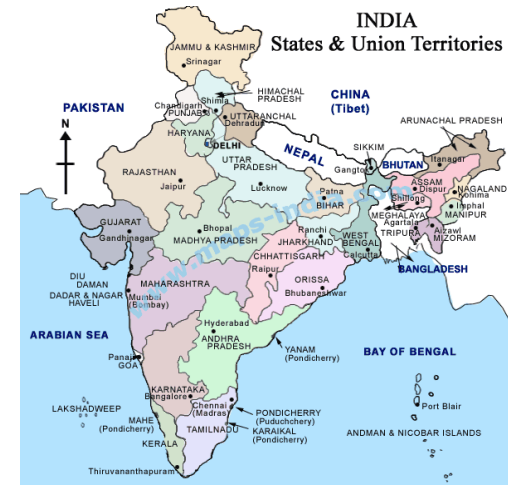 INDIA
States & Union Territories
JAMMU & KASHMIR
Srinagar
HIMACHAL
PRADESH
CHINA
(Tibet)
PAKISTAN
Chandigarh
Shimla
PUNJAB
UTTARANCHAL
Dehradun
ARUNACHAL PRADESH
N
HARYANA
DELHI
NEPAL
SIKKIM
BHUTAN
Itanagar
UTTAR
PRADESH
Gangtok
RAJASTHAN
Jaipur
Lucknow
Patna
BIHAR
ASSAM
Dispur
NAGALAND
Kohima
Shillong
MEGHALAYA
Imphal
MANIPUR
Agartala
TRIPURA
Aizawl
MIZORAM
GUJARAT
Gandhinagar
Bhopal
MADHYA PRADESH
Ranchi
JHARKHAND
WEST
BENGAL
Calcutta
CHHATTISGARH
Raipur
BANGLADESH
DIU
DAMAN
DADAR & NAGAR
HAVELI
MAHARASHTRA
Mumbai
(Bombay)
ORISSA
Bhubaneshwar
www.maps-india.com
ARABIAN SEA
Hyderabad
ANDHRA
PRADESH
YANAM
(Pondicherry)
BAY OF BENGAL
Panaji
GOA
KARNATAKA
Bangalore
LAKSHADWEEP
Chennai
(Madras)
PONDICHERRY
(Puduchery)
Port Blair
MAHE
(Pondicherry)
TAMILNADU
KARAIKAL
(Pondicherry)
ANDMAN & NICOBAR ISLANDS
KERALA
Thiruvananthapuram